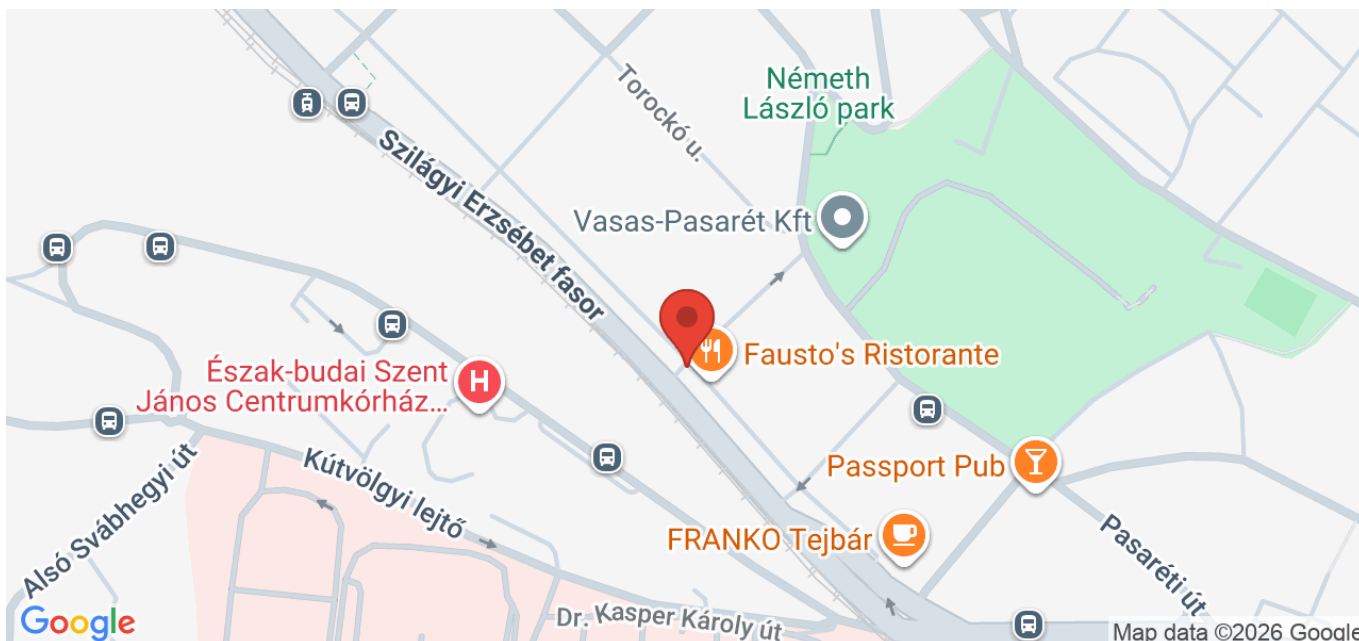 Németh
László park
Torockó u.
Szilágyi Erzsébet fasor
Vasas-Pasarét Kft
Fausto's Ristorante
Észak-budai Szent
János Centrumkórház...
H
Passport Pub
Kútvölgyi lejtő
Alsó Svábhegyi út
FRANKO Tejbár
Pasaréti út
Dr. Kasper Károly út
Google
Map data ©2026 Google